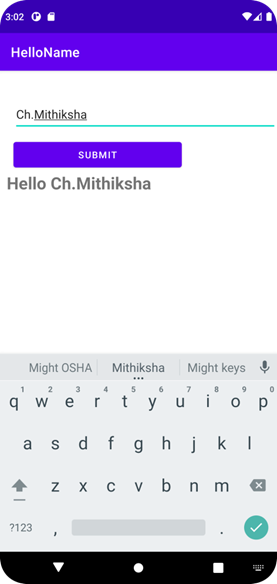 3:02
HelloName
Ch.Mithiksha
SUBMIT
Hello Ch.Mithiksha
Might OSHA Mithiksha Might keys
1 2 3 4 5 6 7 8 9 0
q w e r t y u i o p
a s d f g h j k l
z x c v b n m
?123 , .